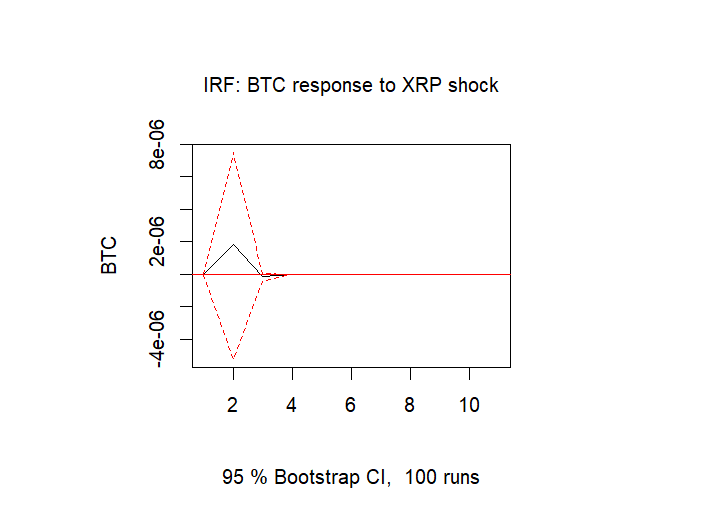 IRF: BTC response to XRP shock
8e-06
2e-06
-4e-06
BTC
2 4 6 8 10
95 % Bootstrap CI,  100 runs